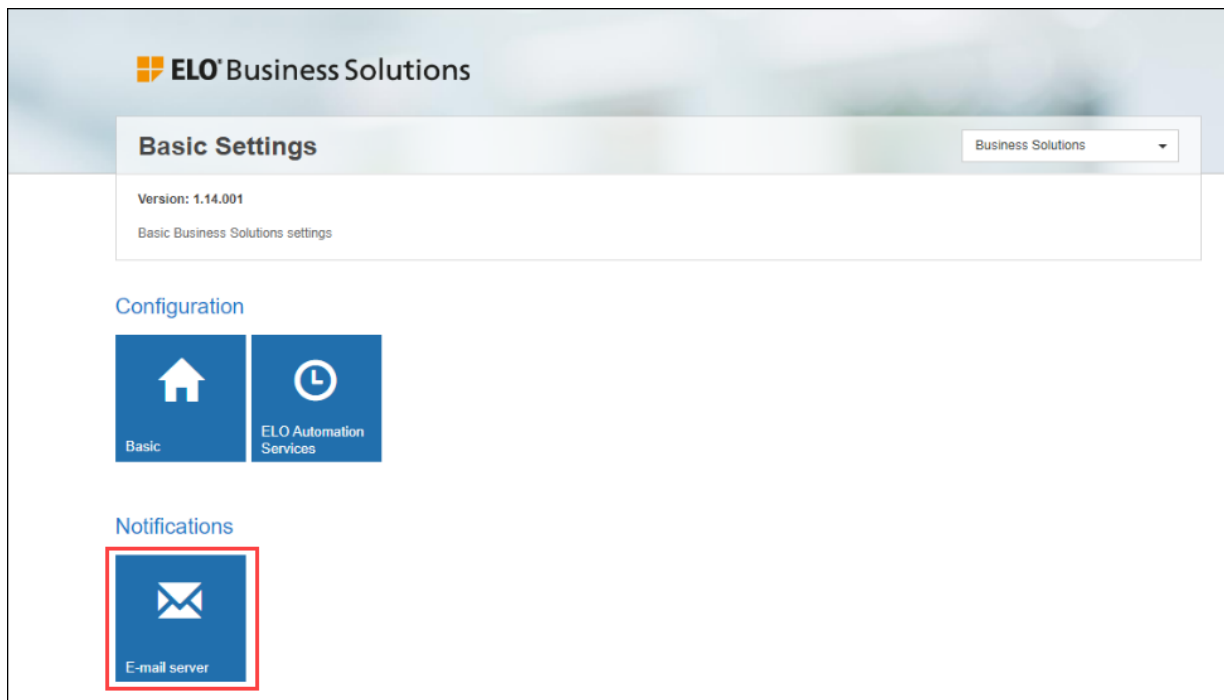 ELO® Business Solutions
Basic Settings
Business Solutions
Version: 1.14.001
Basic Business Solutions settings
Configuration
Basic
ELO Automation
Services
Notifications
E-mail server